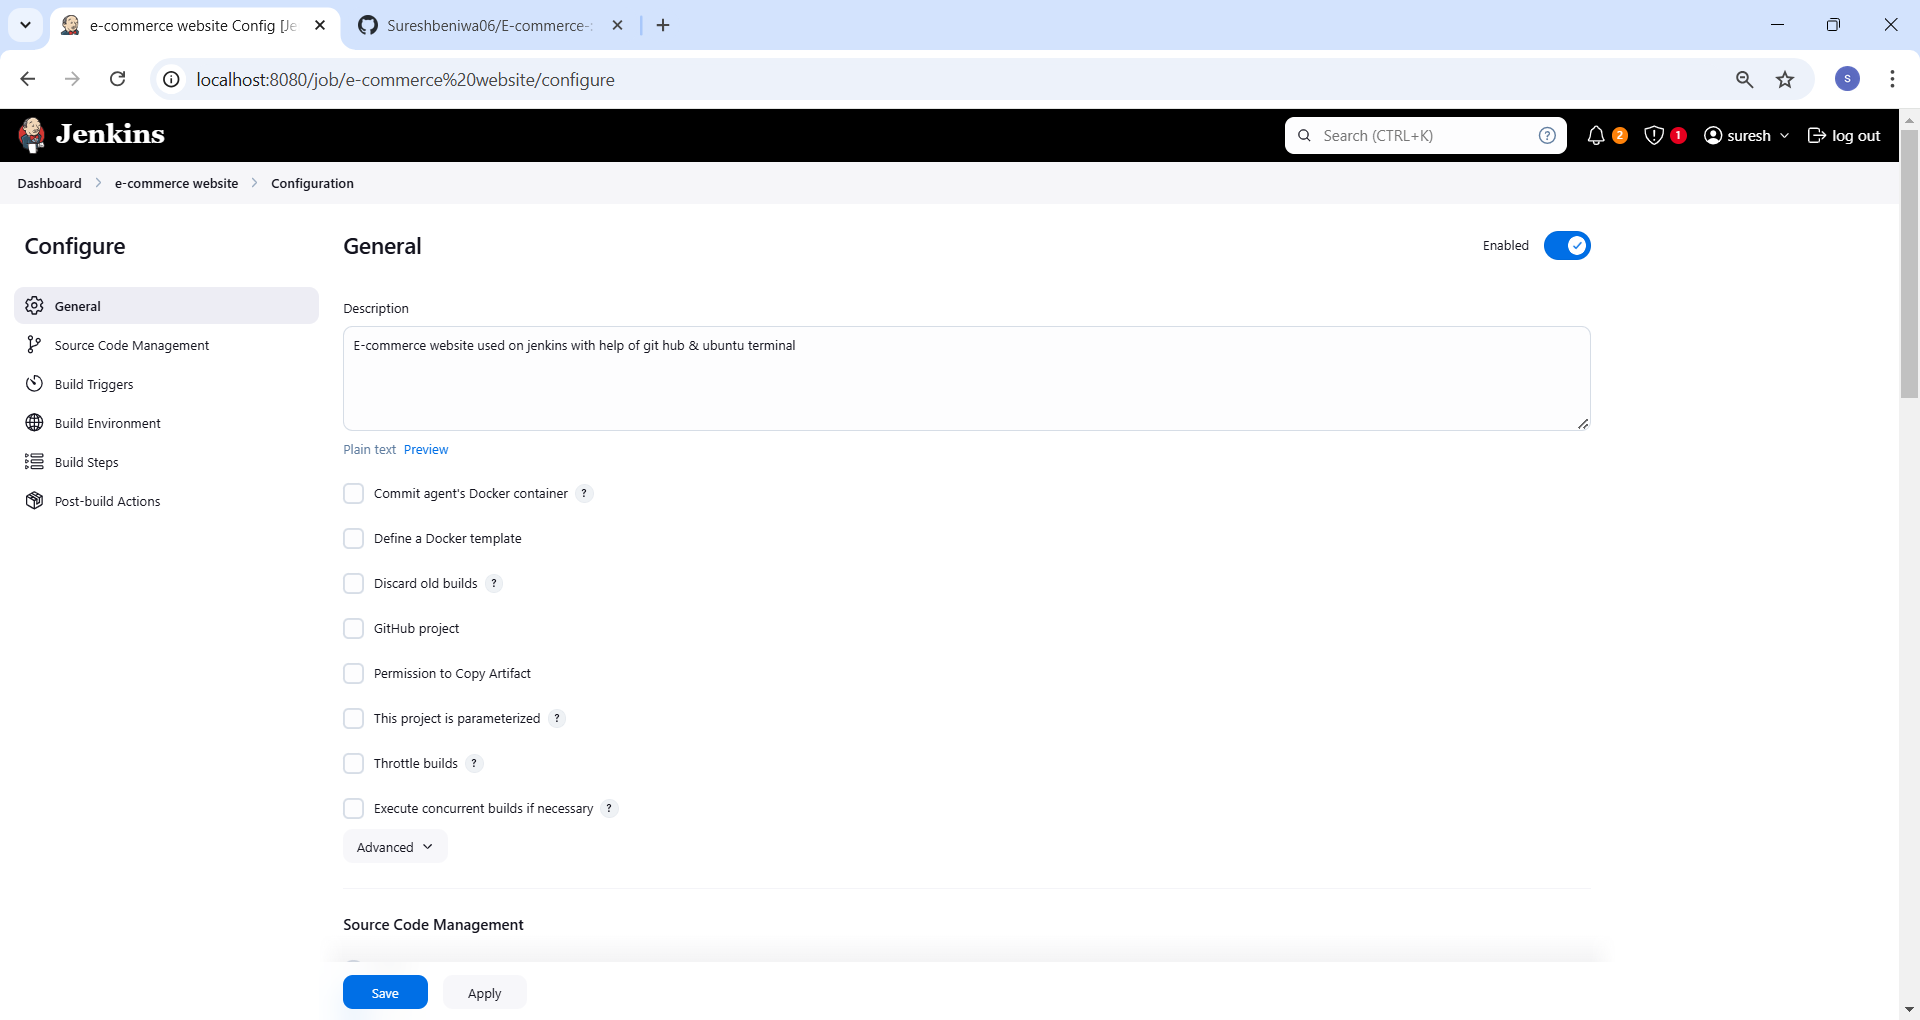 e-commerce website Config [Je
Sureshbeniwa06/E-commerce-
localhost:8080/job/e-commerce%20website/configure
S
Jenkins
Search (CTRL+K)
?
2
1
suresh
log out
Dashboard > e-commerce website > Configuration
Configure
General
Source Code Management
Build Triggers
Build Environment
Build Steps
Post-build Actions
General
Enabled
Description
E-commerce website used on jenkins with help of git hub & ubuntu terminal
Plain text Preview
Commit agent's Docker container ?
Define a Docker template
Discard old builds ?
GitHub project
Permission to Copy Artifact
This project is parameterized ?
Throttle builds ?
Execute concurrent builds if necessary ?
Advanced
Source Code Management
Save
Apply